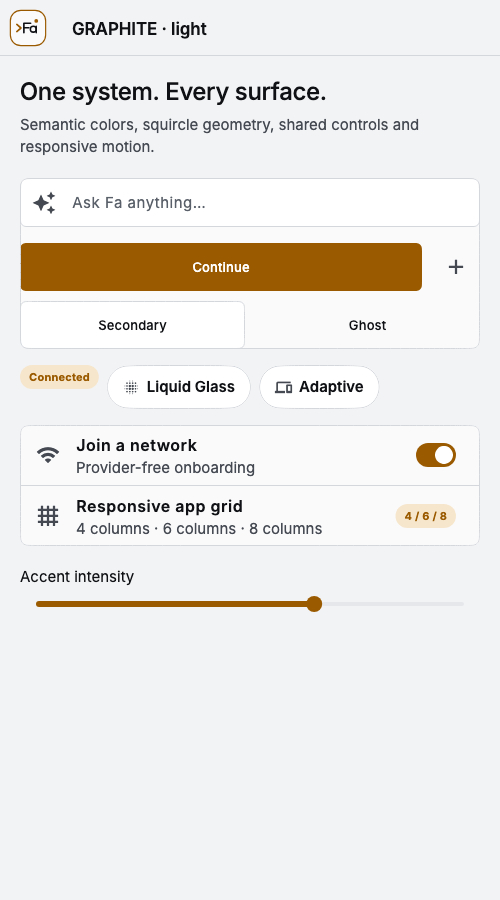 >Fa
GRAPHITE · light
One system. Every surface.
Semantic colors, squircle geometry, shared controls and
responsive motion.
Ask Fa anything...
Continue
Secondary
Ghost
Connected
Liquid Glass
Adaptive
Join a network
Provider-free onboarding
Responsive app grid
4 columns · 6 columns · 8 columns
4 / 6 / 8
Accent intensity